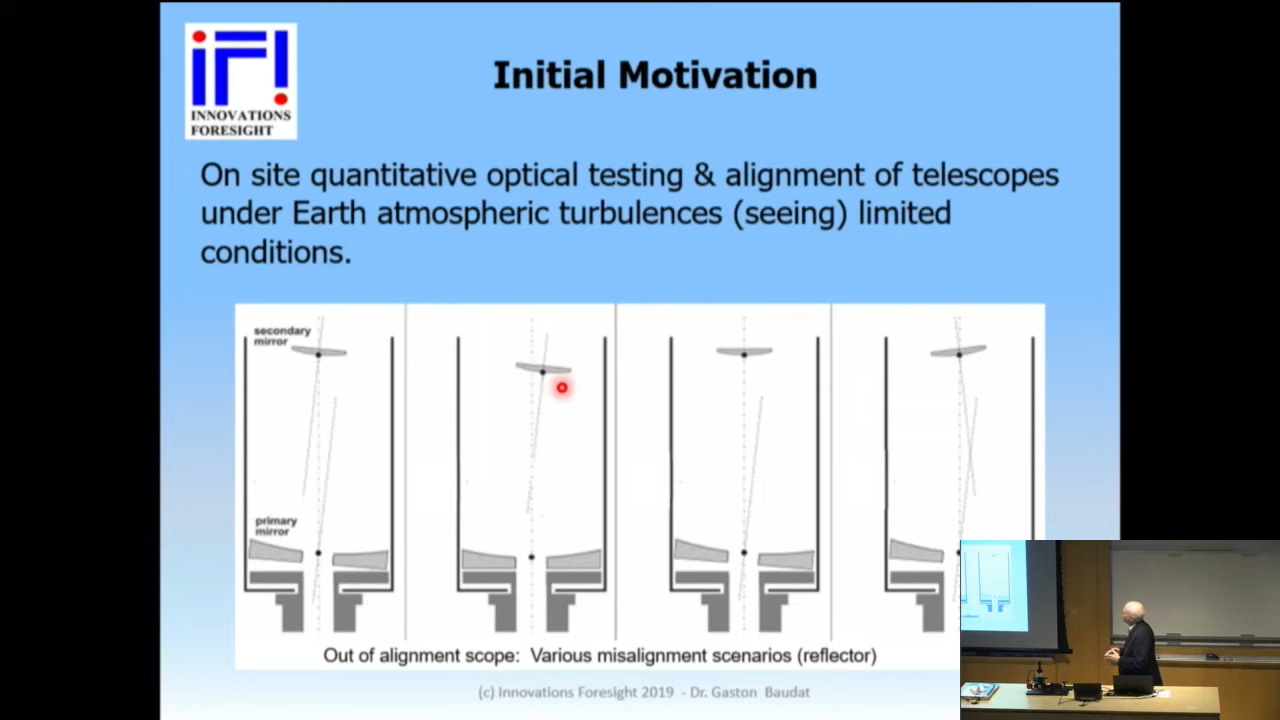 iF!
INNOVATIONS
FORESIGHT
Initial Motivation
On site quantitative optical testing & alignment of telescopes
under Earth atmospheric turbulences (seeing) limited
conditions.
secondary
mirror
primary
mirror
Out of alignment scope: Various misalignment scenarios (reflector)
(c) Innovations Foresight 2019 - Dr. Gaston Baudat